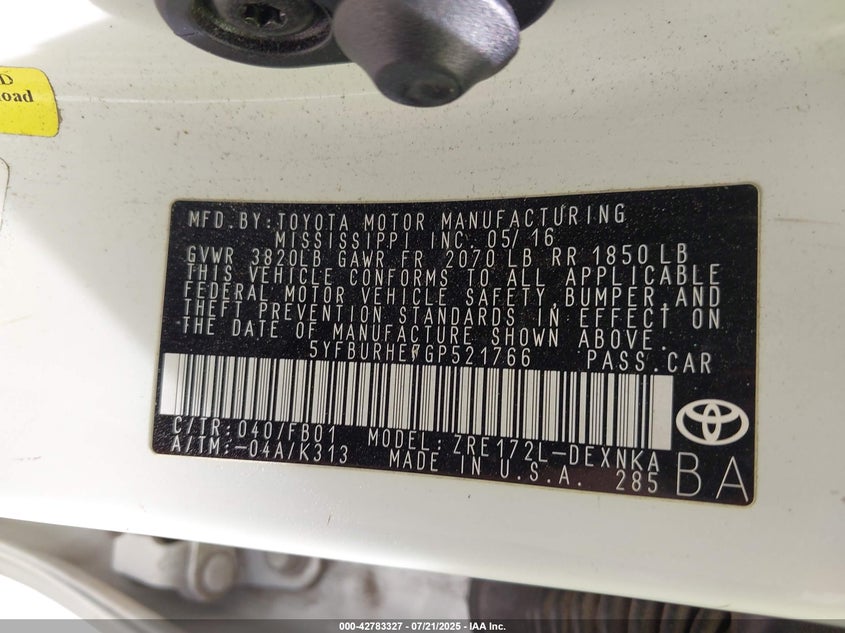 D
oad
MFD. BY: TOYOTA MOTOR MANUFACTURING
MISSISSIPPI INC. 05/16
GVWR 3820LB GAWR FR 2070 LB RR 1850 LB
THIS VEHICLE CONFORMS TO ALL APPLICABLE
FEDERAL MOTOR VEHICLE SAFETY, BUMPER, AND
THEFT PREVENTION STANDARDS IN EFFECT ON
THE DATE OF MANUFACTURE SHOWN ABOVE.
5YFBURHE7GP521766 PASS. CAR
C/TR: 040/FB01 MODEL: ZRE172L-DEXNKA
A/TM: -04A/K313 MADE IN U.S.A. 285 BA
000-42783327 - 07/21/2025 - IAA, Inc.